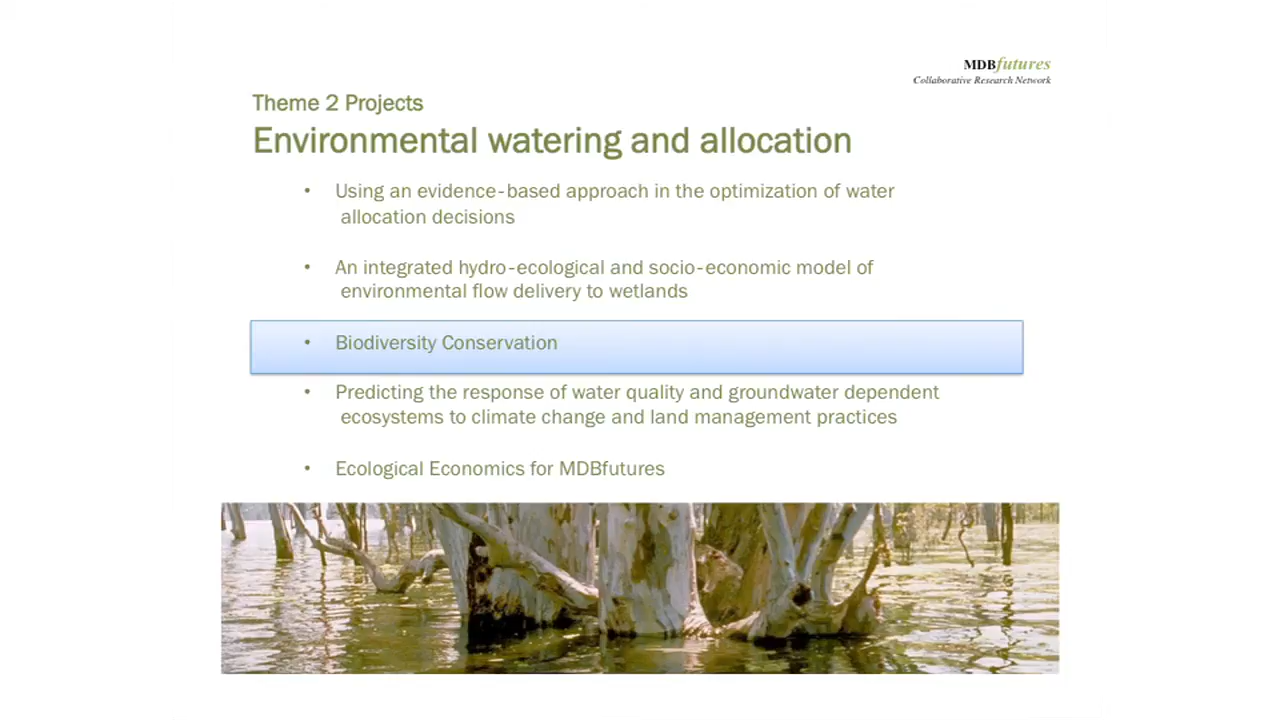 MDBfutures
Collaborative Research Network
Theme 2 Projects
Environmental watering and allocation
• Using an evidence-based approach in the optimization of water
allocation decisions
• An integrated hydro-ecological and socio-economic model of
environmental flow delivery to wetlands
• Biodiversity Conservation
• Predicting the response of water quality and groundwater dependent
ecosystems to climate change and land management practices
• Ecological Economics for MDBfutures